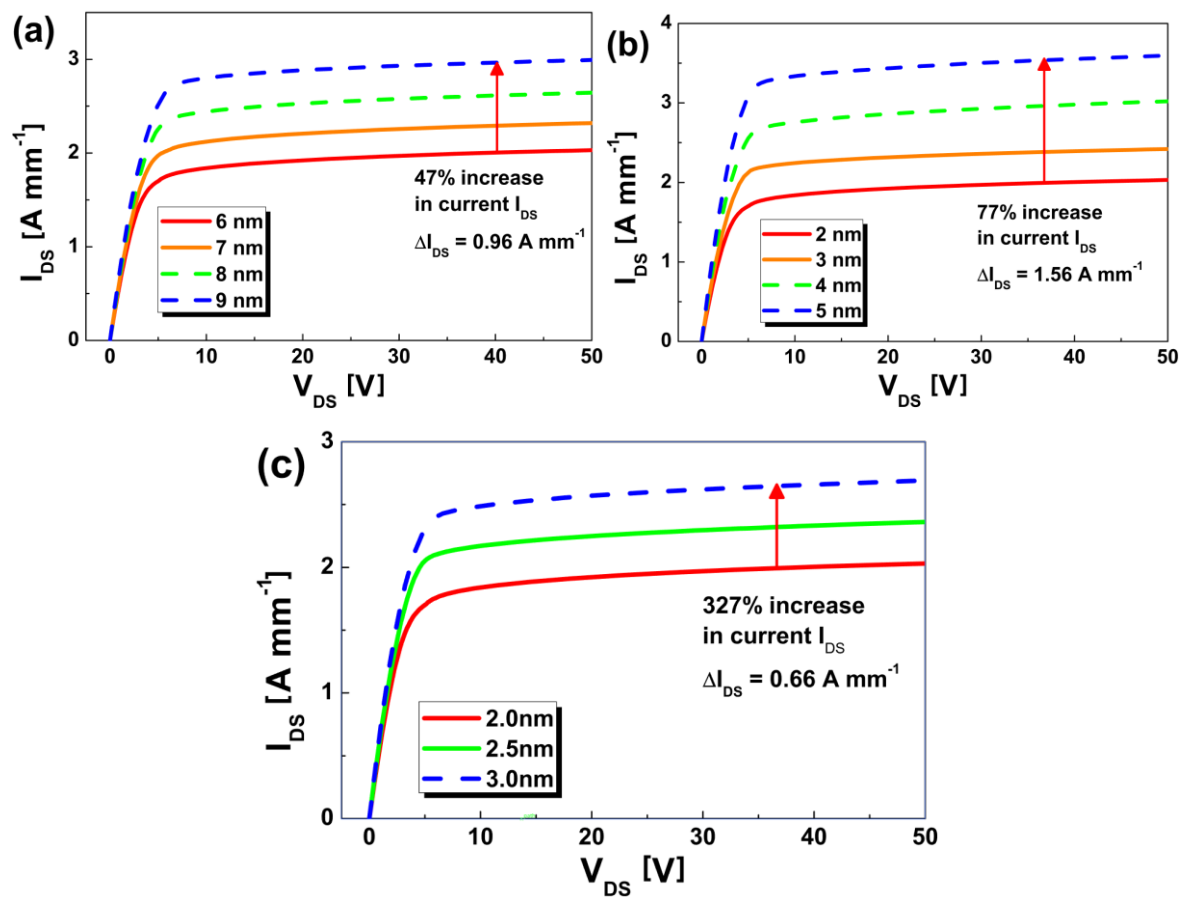 (a)
I_DS [A mm⁻¹]
3
2
1
0
47% increase
in current I_DS
ΔI_DS = 0.96 A mm⁻¹
6 nm
7 nm
8 nm
9 nm
0 10 20 30 40 50
V_DS [V]
(b)
I_DS [A mm⁻¹]
4
3
2
1
0
77% increase
in current I_DS
ΔI_DS = 1.56 A mm⁻¹
2 nm
3 nm
4 nm
5 nm
0 10 20 30 40 50
V_DS [V]
(c)
I_DS [A mm⁻¹]
3
2
1
0
327% increase
in current I_DS
ΔI_DS = 0.66 A mm⁻¹
2.0nm
2.5nm
3.0nm
0 10 20 30 40 50
V_DS [V]